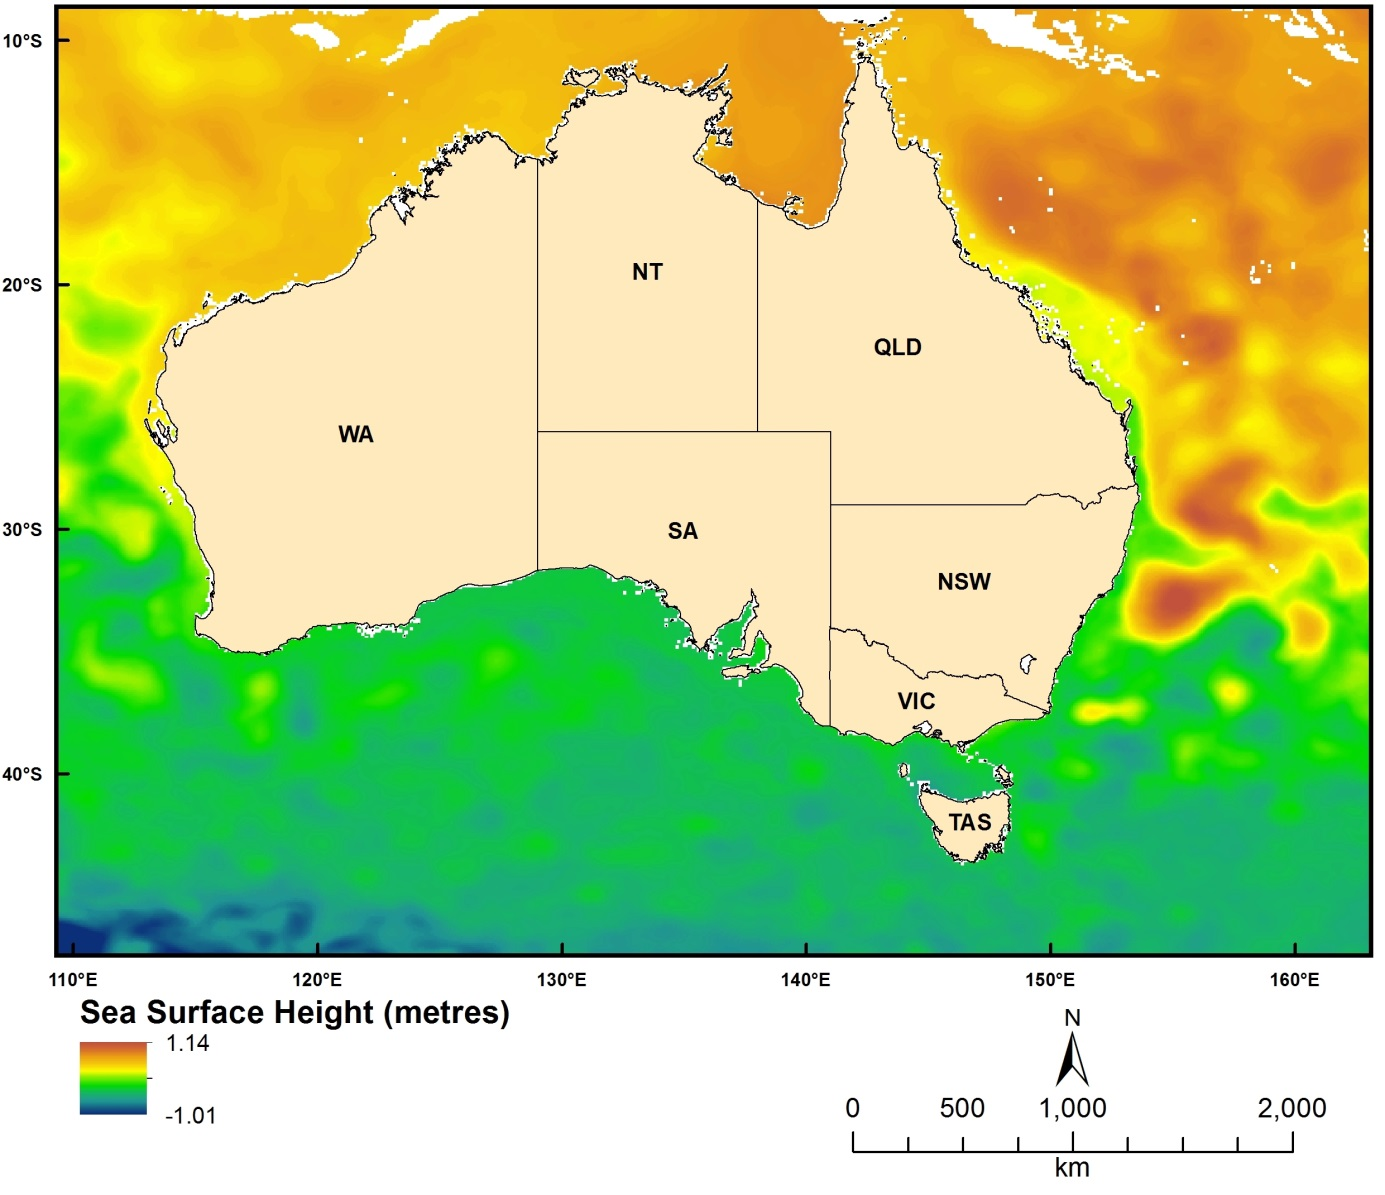 10°S
NT
20°S
QLD
WA
30°S
SA
NSW
VIC
40°S
TAS
110°E 120°E 130°E 140°E 150°E 160°E
Sea Surface Height (metres)
1.14
-1.01
N
0 500 1,000 2,000
km